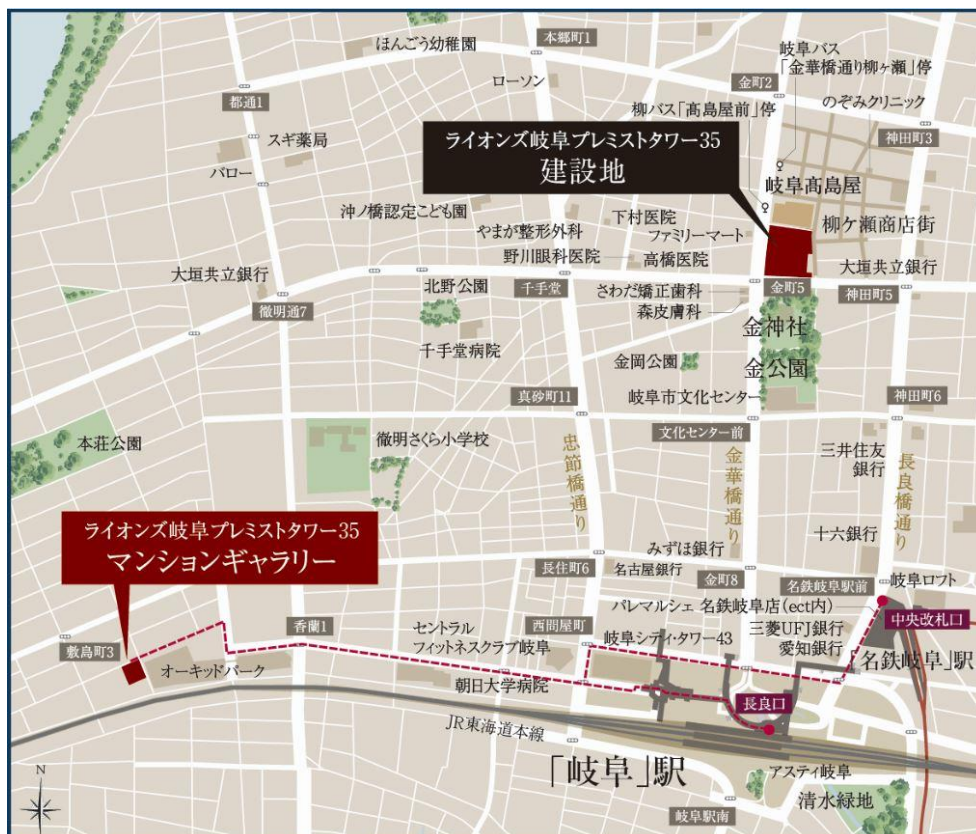 ほんごう幼稚園
本郷町1
岐阜バス
「金華橋通り柳ヶ瀬」停
ローソン
金町2
都通1
柳バス「髙島屋前」停
のぞみクリニック
スギ薬局
神田町3
バロー
ライオンズ岐阜プレミストタワー35
建設地
岐阜髙島屋
沖ノ橋認定こども園
下村医院
柳ケ瀬商店街
やまが整形外科
ファミリーマート
野川眼科医院
高橋医院
大垣共立銀行
大垣共立銀行
北野公園
千手堂
さわだ矯正歯科
金町5
神田町5
徹明通7
森皮膚科
金神社
千手堂病院
金岡公園
金公園
真砂町11
岐阜市文化センター
神田町6
本荘公園
徹明さくら小学校
忠節橋通り
文化センター前
金華橋通り
三井住友
銀行
長良橋通り
ライオンズ岐阜プレミストタワー35
マンションギャラリー
十六銀行
みずほ銀行
長住町6
名古屋銀行
金町8
名鉄岐阜駅前
岐阜ロフト
パレマルシェ 名鉄岐阜店(ect内)
中央改札口
香蘭1
西問屋町
岐阜シティ・タワー43
三菱UFJ銀行
愛知銀行
敷島町3
セントラル
フィットネスクラブ岐阜
「名鉄岐阜」駅
オーキッドパーク
朝日大学病院
長良口
JR東海道本線
「岐阜」駅
アスティ岐阜
清水緑地
岐阜駅南
N